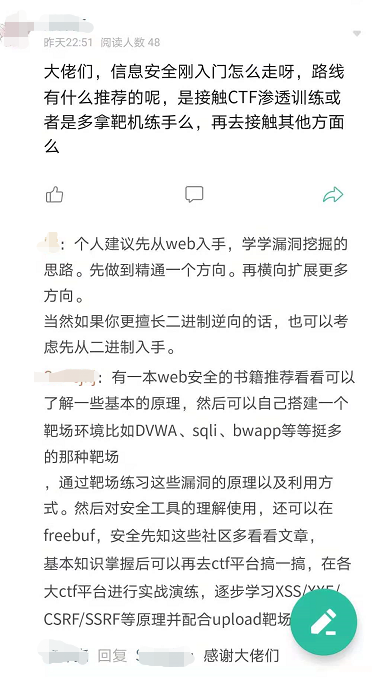 昨天22:51 阅读人数 48
大佬们，信息安全刚入门怎么走呀，路线
有什么推荐的呢，是接触CTF渗透训练或
者是多拿靶机练手么，再去接触其他方面
么
：个人建议先从web入手，学学漏洞挖掘的
思路。先做到精通一个方向。再横向扩展更多
方向。
当然如果你更擅长二进制逆向的话，也可以考
虑先从二进制入手。
：有一本web安全的书籍推荐看看可以
了解一些基本的原理，然后可以自己搭建一个
靶场环境比如DVWA、sqli、bwapp等等挺多
的那种靶场
，通过靶场练习这些漏洞的原理以及利用方
式。然后对安全工具的理解使用，还可以在
freebuf，安全先知这些社区多看看文章，
基本知识掌握后可以再去ctf平台搞一搞，在各
大ctf平台进行实战演练，逐步学习XSS/XXE/
CSRF/SSRF等原理并配合upload靶场
回复 ：感谢大佬们